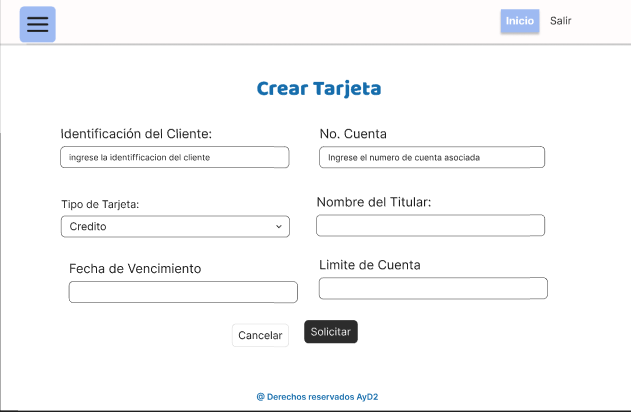 Inicio
Salir
Crear Tarjeta
Identificación del Cliente:
No. Cuenta
ingrese la identifficacion del cliente
Ingrese el numero de cuenta asociada
Tipo de Tarjeta:
Nombre del Titular:
Credito
Fecha de Vencimiento
Limite de Cuenta
Cancelar
Solicitar
@ Derechos reservados AyD2